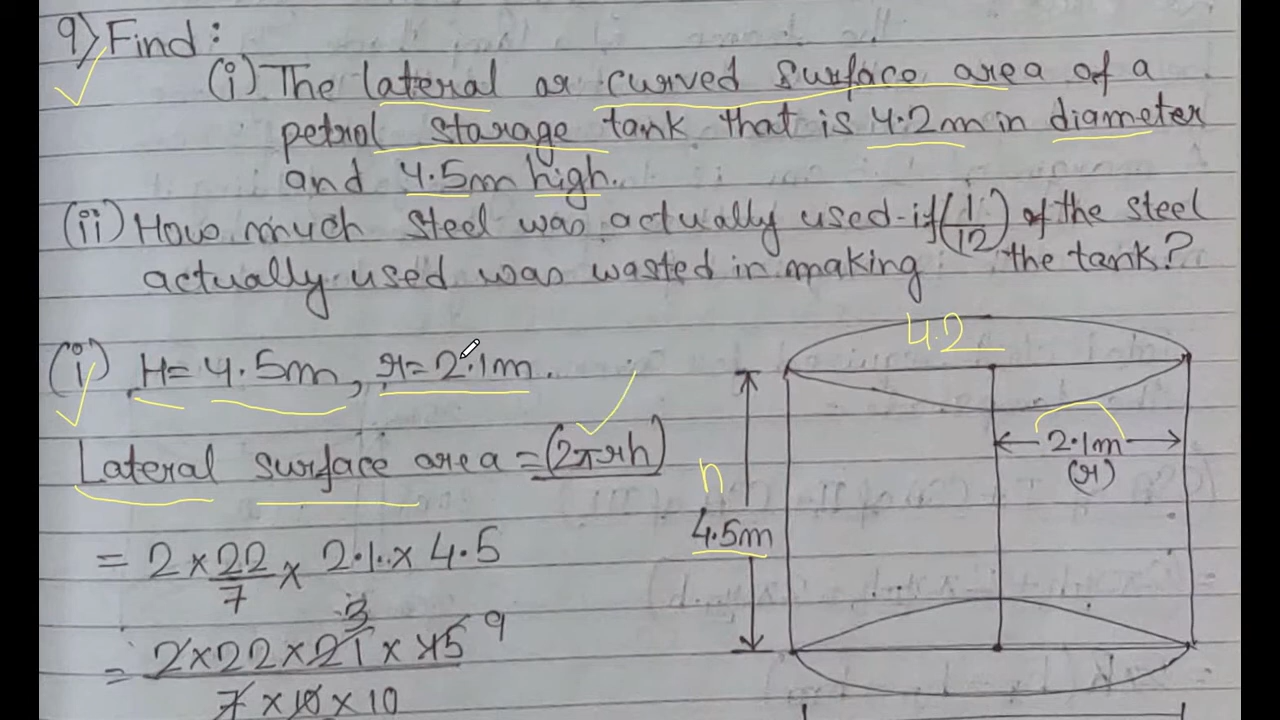 9) Find:
(i) The lateral or curved surface area of a
petrol storage tank that is 4.2m in diameter
and 4.5m high.
(ii) How much steel was actually used if (1/12) of the steel
actually used was wasted in making the tank?
4.2
(i) H = 4.5m, r = 2.1m.
2.1m
(r)
Lateral surface area = (2πrh)
h
4.5m
= 2 × 22/7 × 2.1 × 4.5
3
= 2 × 22 × 21 × 45 9
7 × 10 × 10